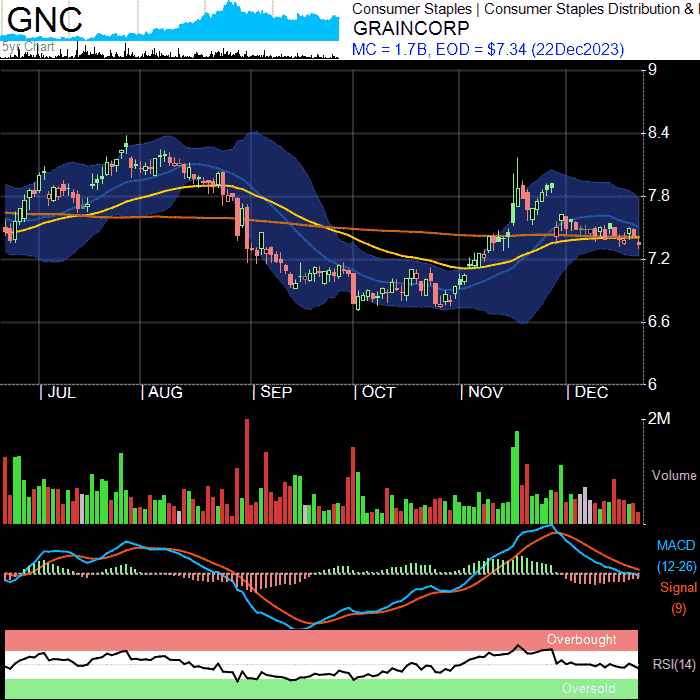 GNC
5yr Chart
Consumer Staples | Consumer Staples Distribution &
GRAINCORP
MC = 1.7B, EOD = $7.34 (22Dec2023)
9
8.4
7.8
7.2
6.6
6
JUL
AUG
SEP
OCT
NOV
DEC
2M
Volume
MACD
(12-26)
Signal
(9)
Overbought
RSI(14)
Oversold